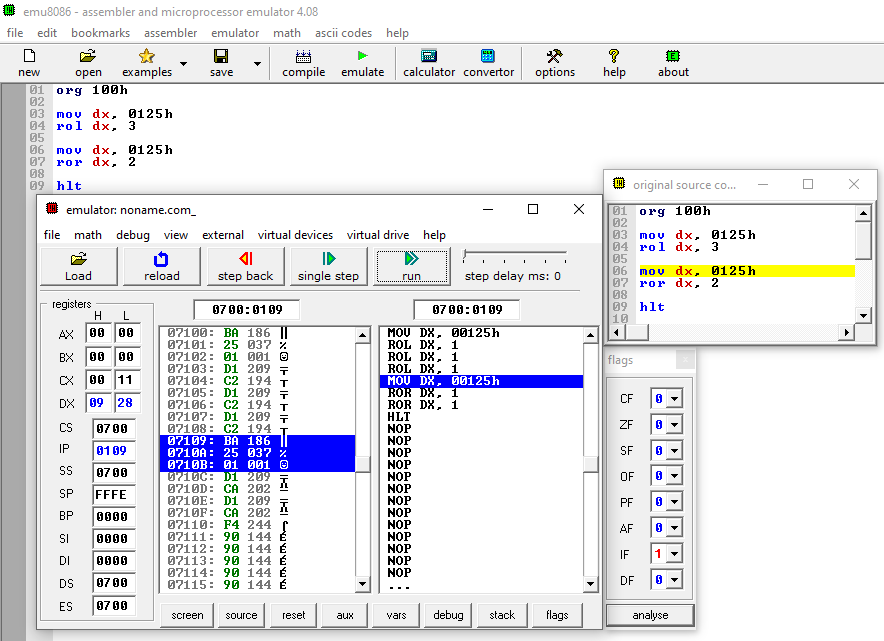 emu8086 - assembler and microprocessor emulator 4.08
file edit bookmarks assembler emulator math ascii codes help
new open examples save compile emulate calculator convertor options help about
01 org 100h
02
03 mov dx, 0125h
04 rol dx, 3
05
06 mov dx, 0125h
07 ror dx, 2
08
09 hlt
original source co...
01 org 100h
02
03 mov dx, 0125h
04 rol dx, 3
05
06 mov dx, 0125h
07 ror dx, 2
08
09 hlt
10
emulator: noname.com_
file math debug view external virtual devices virtual drive help
Load reload step back single step run step delay ms: 0
registers
H L
AX 00 00
BX 00 00
CX 00 11
DX 09 28
CS 0700
IP 0109
SS 0700
SP FFFE
BP 0000
SI 0000
DI 0000
DS 0700
ES 0700
0700:0109
07100: BA 186 ║
07101: 25 037 %
07102: 01 001 ☺
07103: D1 209 ╤
07104: C2 194 ┬
07105: D1 209 ╤
07106: C2 194 ┬
07107: D1 209 ╤
07108: C2 194 ┬
07109: BA 186 ║
0710A: 25 037 %
0710B: 01 001 ☺
0710C: D1 209 ╤
0710D: CA 202 ╩
0710E: D1 209 ╤
0710F: CA 202 ╩
07110: F4 244 ⌠
07111: 90 144 É
07112: 90 144 É
07113: 90 144 É
07114: 90 144 É
07115: 90 144 É
0700:0109
MOV DX, 00125h
ROL DX, 1
ROL DX, 1
ROL DX, 1
MOV DX, 00125h
ROR DX, 1
ROR DX, 1
HLT
NOP
NOP
NOP
NOP
NOP
NOP
NOP
NOP
NOP
NOP
NOP
NOP
NOP
...
screen source reset aux vars debug stack flags
flags
CF 0
ZF 0
SF 0
OF 0
PF 0
AF 0
IF 1
DF 0
analyse